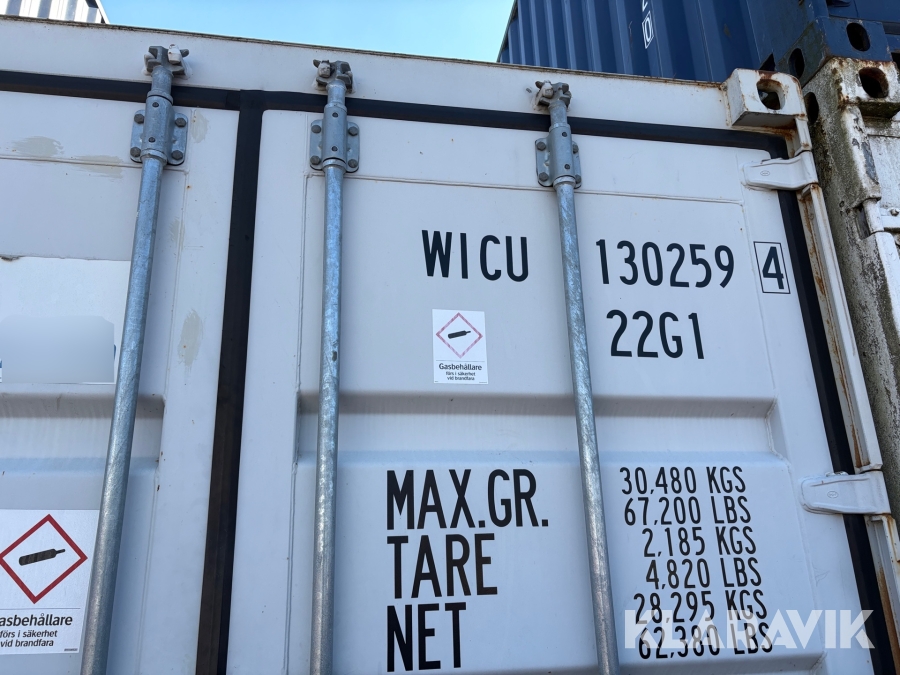 WICU 130259 4
22G1
Gasbehållare
förs i säkerhet
vid brandfara
MAX.GR. 30,480 KGS
67,200 LBS
TARE 2,185 KGS
4,820 LBS
NET 28,295 KGS
62,380 LBS
Gasbehållare
förs i säkerhet
vid brandfara
KLARAVIK